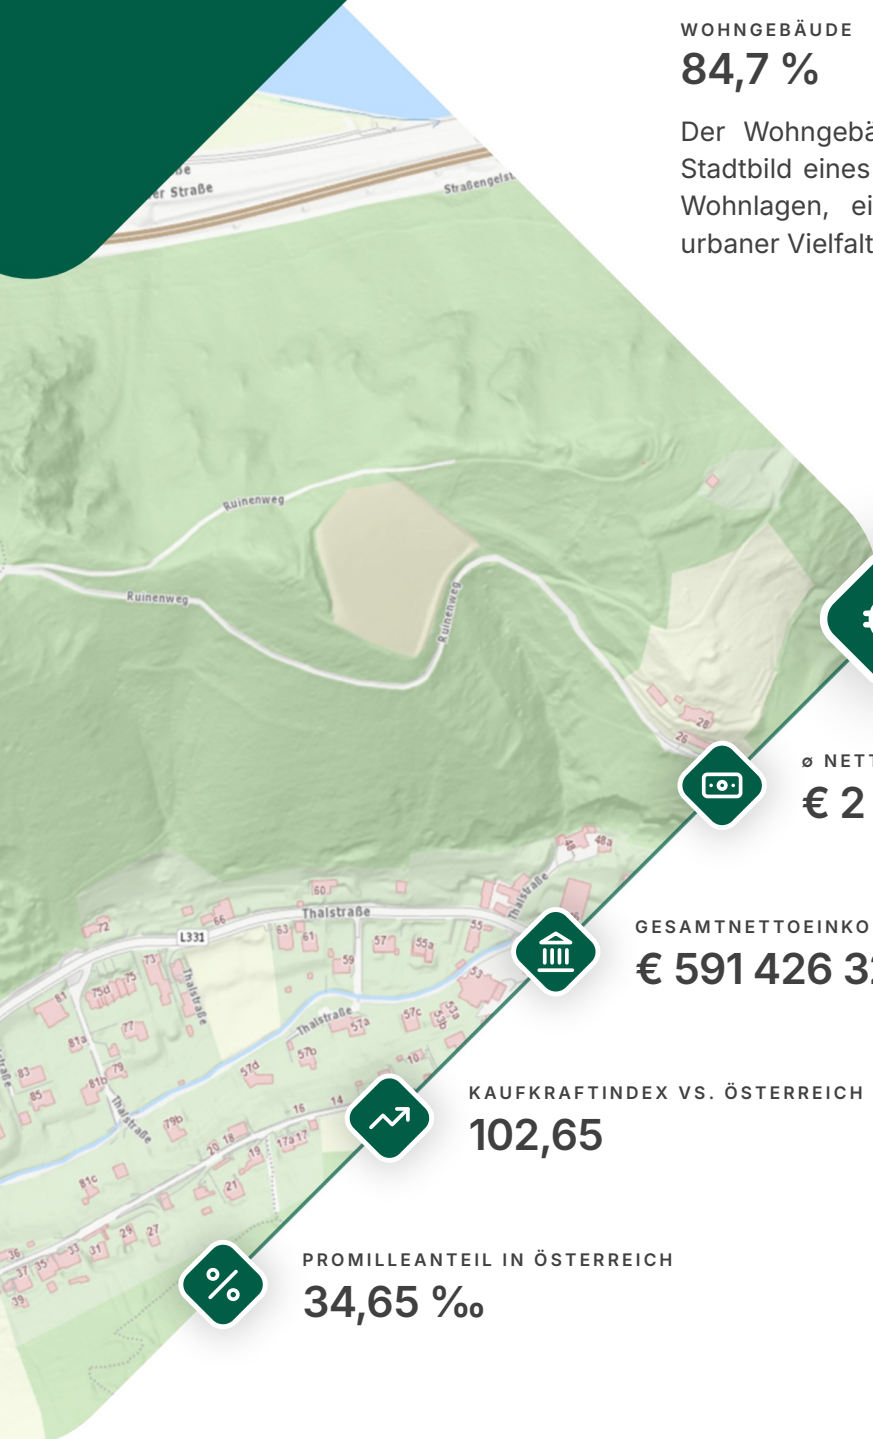 WOHNGEBÄUDE
84,7 %
Der Wohngebä
Stadtbild eines
Wohnlagen, ei
urbaner Vielfalt
er Straße
Straßengelst
Ruinenweg
Ruinenweg
Ruinenweg
28
26
ø NETT
€ 2
48
48a
60
Thalstraße
Thalstraße
72
66
L331
63
61
57
55a
55
GESAMTNETTOEINKO
€ 591 426 32
59
73
75
75d
Thalstraße
53
81
77
Thalstraße
57a
57c
53a
53b
81a
57b
10
83
79
57d
85
81b
KAUFKRAFTINDEX VS. ÖSTERREICH
102,65
Thalstraße
79b
16
14
20
18
17a
17
19
81c
21
29
27
31
33
35
36
37
39
PROMILLEANTEIL IN ÖSTERREICH
34,65 ‰